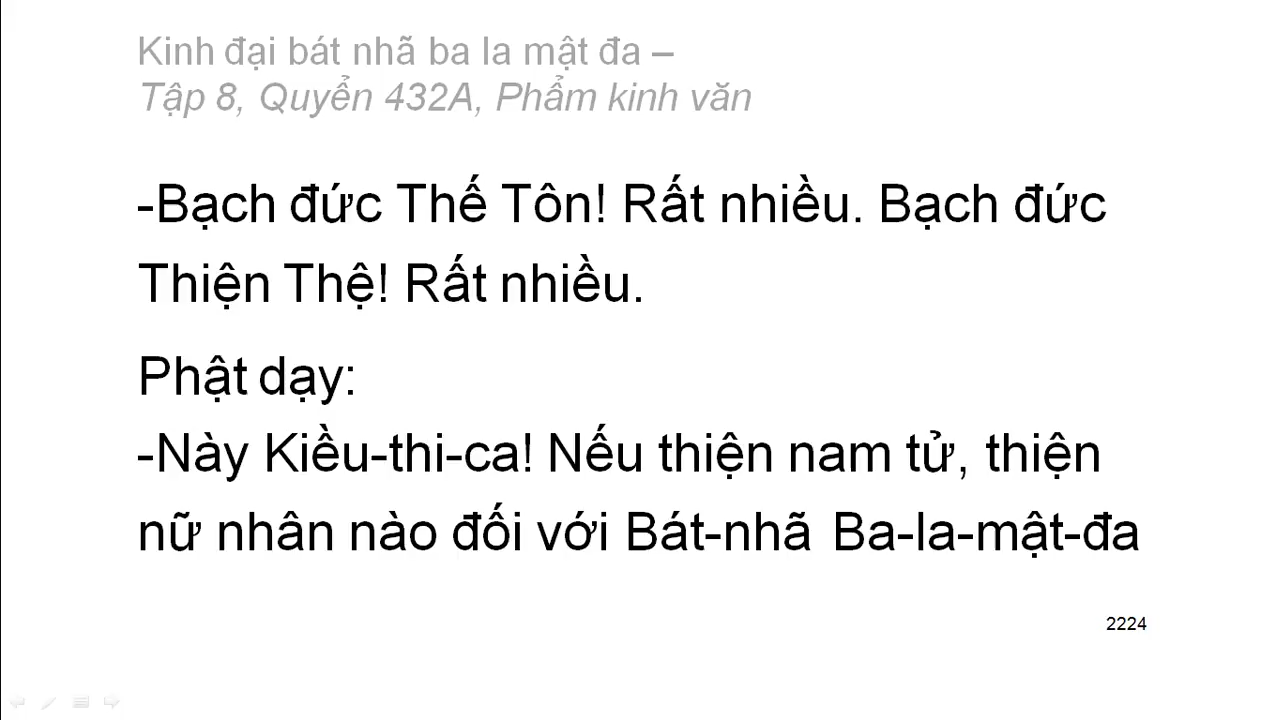 Kinh đại bát nhã ba la mật đa –
Tập 8, Quyển 432A, Phẩm kinh văn
-Bạch đức Thế Tôn! Rất nhiều. Bạch đức
Thiện Thệ! Rất nhiều.
Phật dạy:
-Này Kiều-thi-ca! Nếu thiện nam tử, thiện
nữ nhân nào đối với Bát-nhã Ba-la-mật-đa
2224